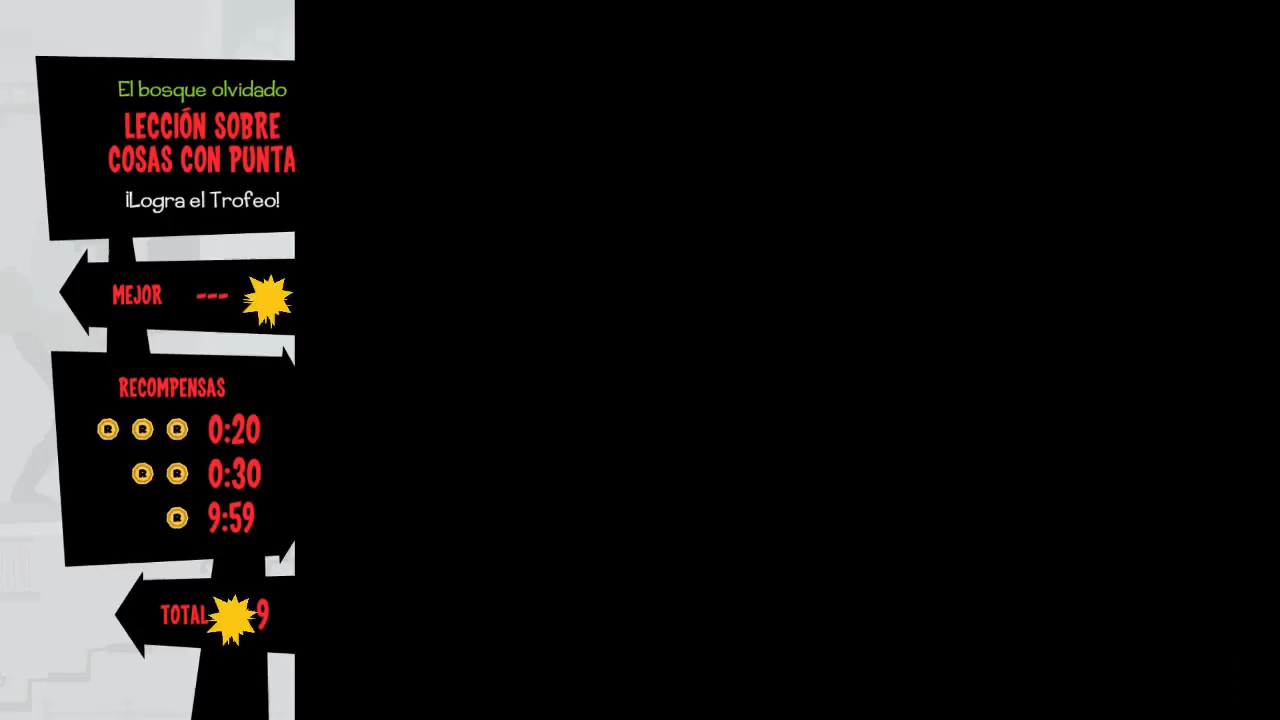 El bosque olvidado
LECCIÓN SOBRE
COSAS CON PUNTA
¡Logra el Trofeo!
MEJOR ---
RECOMPENSAS
R R R 0:20
R R 0:30
R 9:59
TOTAL 9